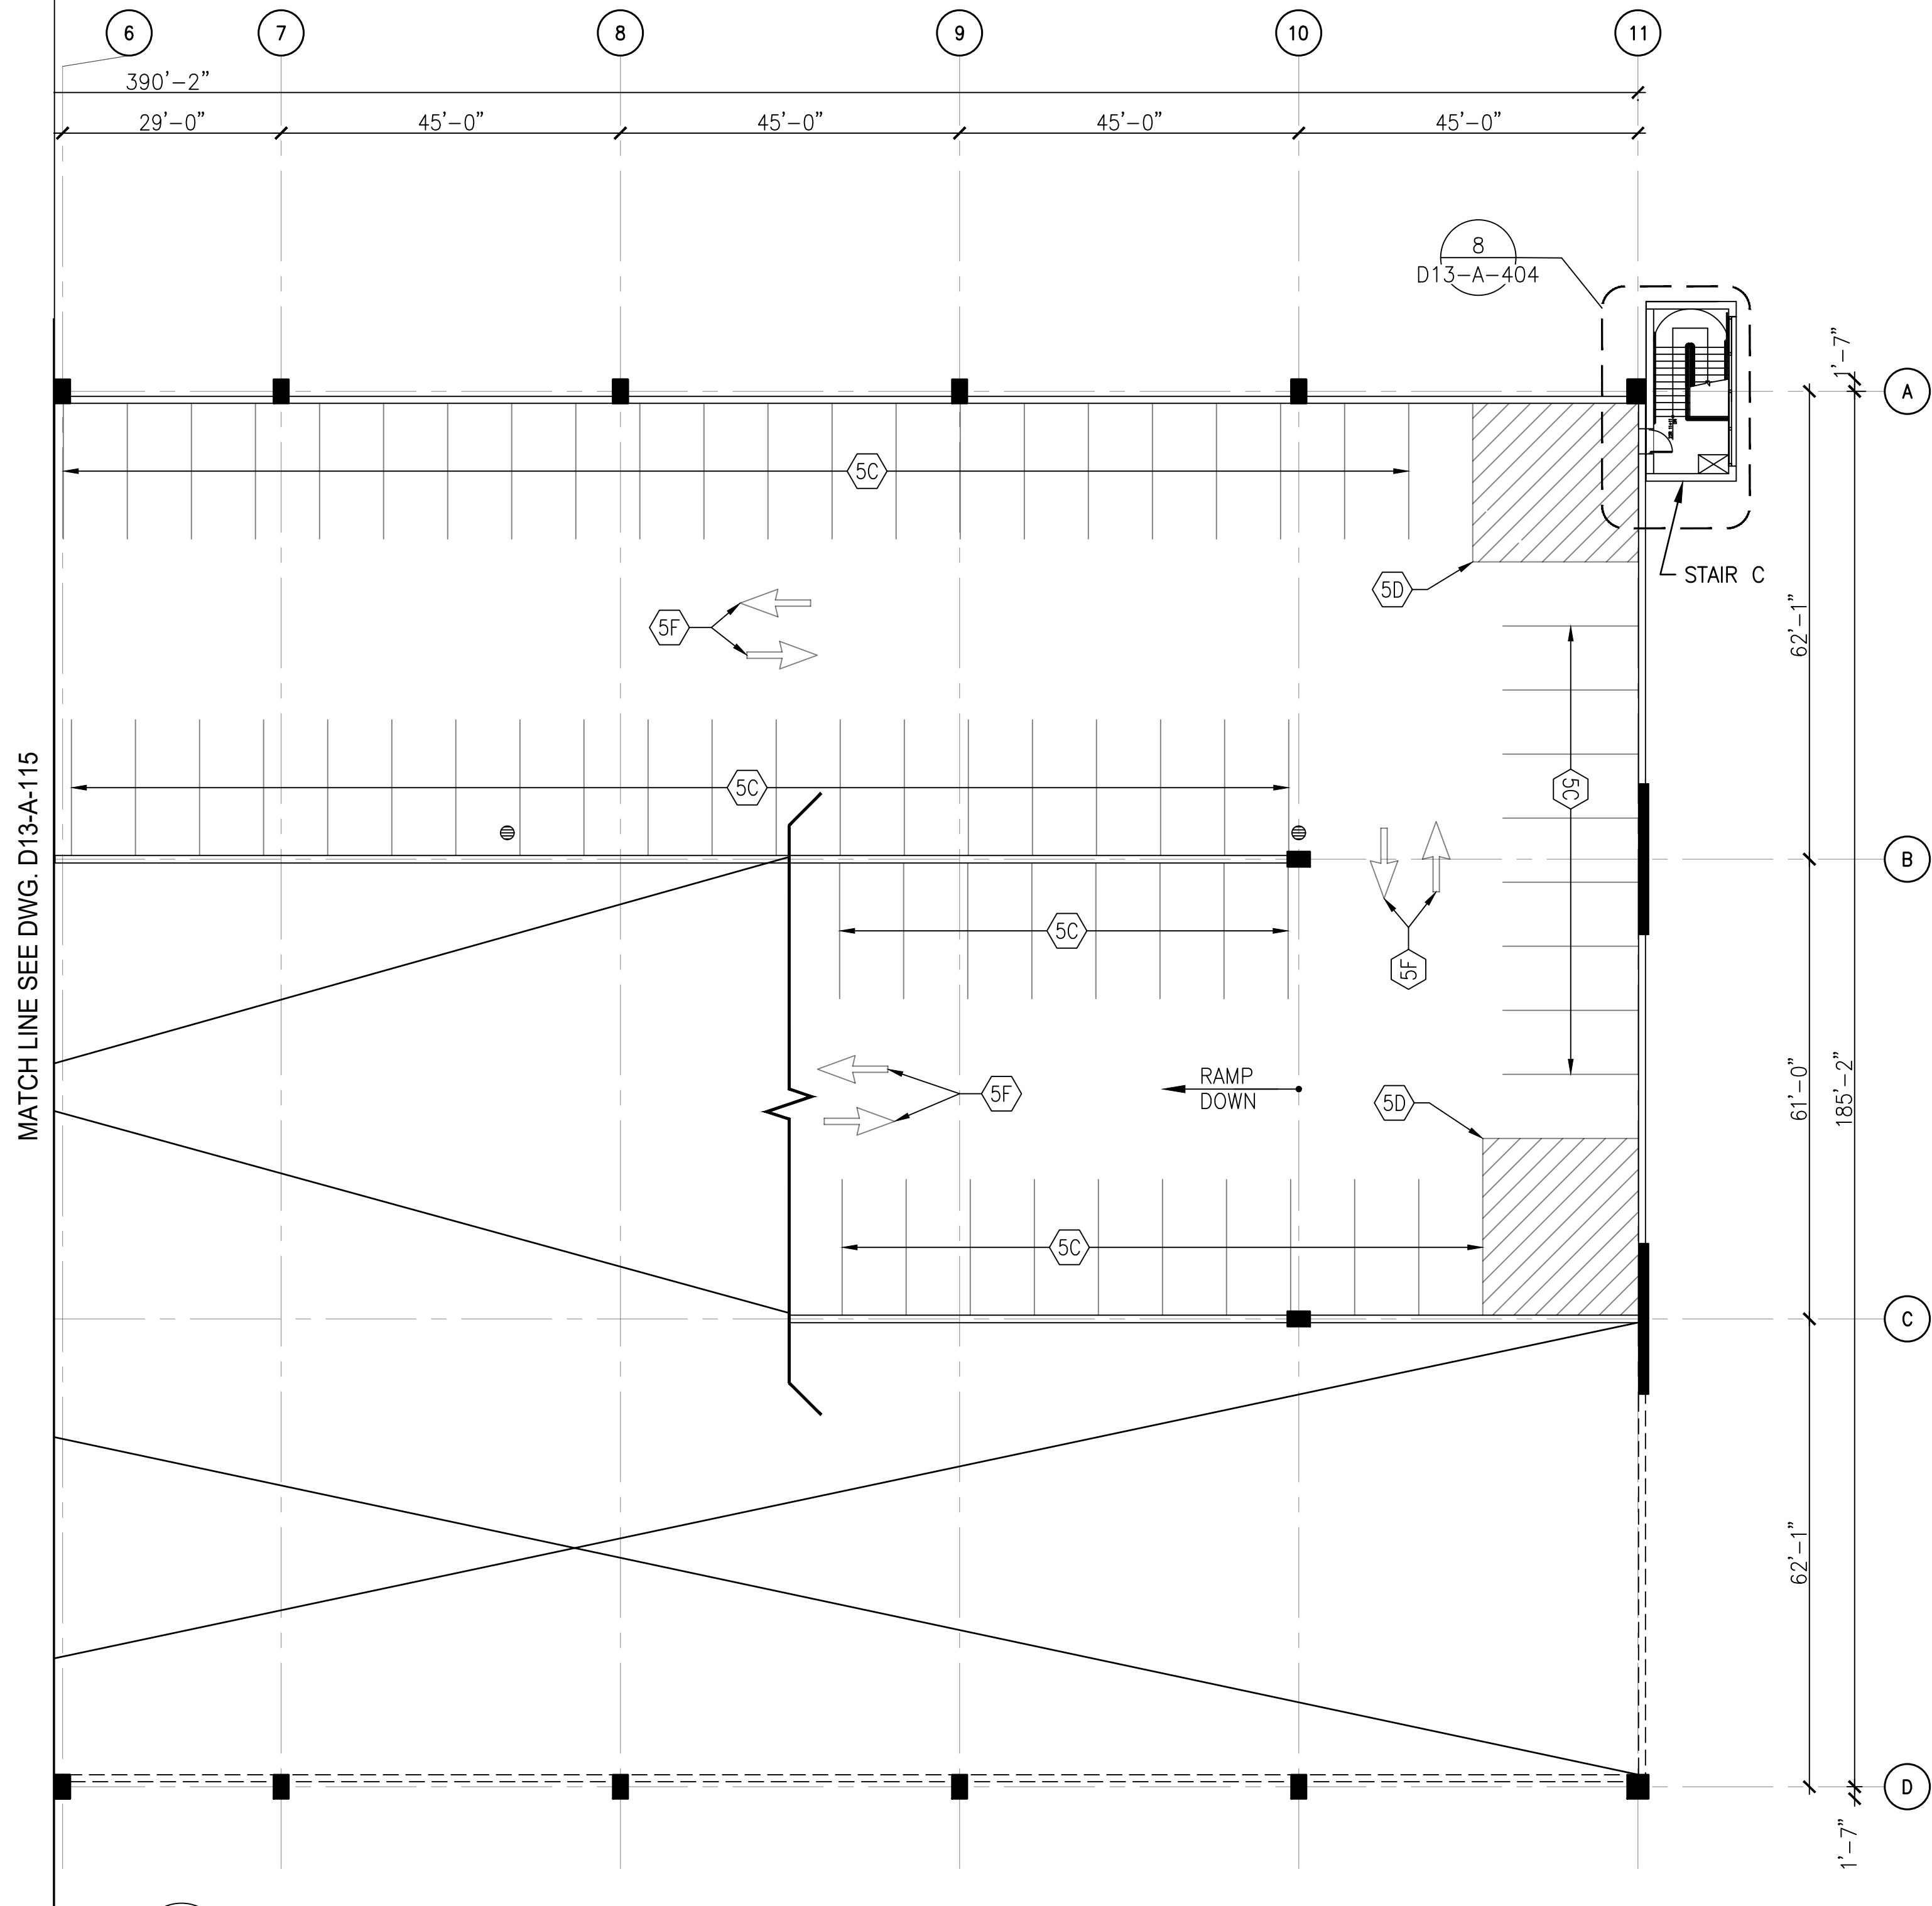 6
7
8
9
10
11
390'-2"
29'-0"
45'-0"
45'-0"
45'-0"
45'-0"
8
D13-A-404
1'-7"
A
5C
5D
STAIR C
5F
62'-1"
MATCH LINE SEE DWG. D13-A-115
5C
5C
B
5C
5F
5F
RAMP
DOWN
5D
61'-0"
185'-2"
5C
C
62'-1"
D
1'-7"